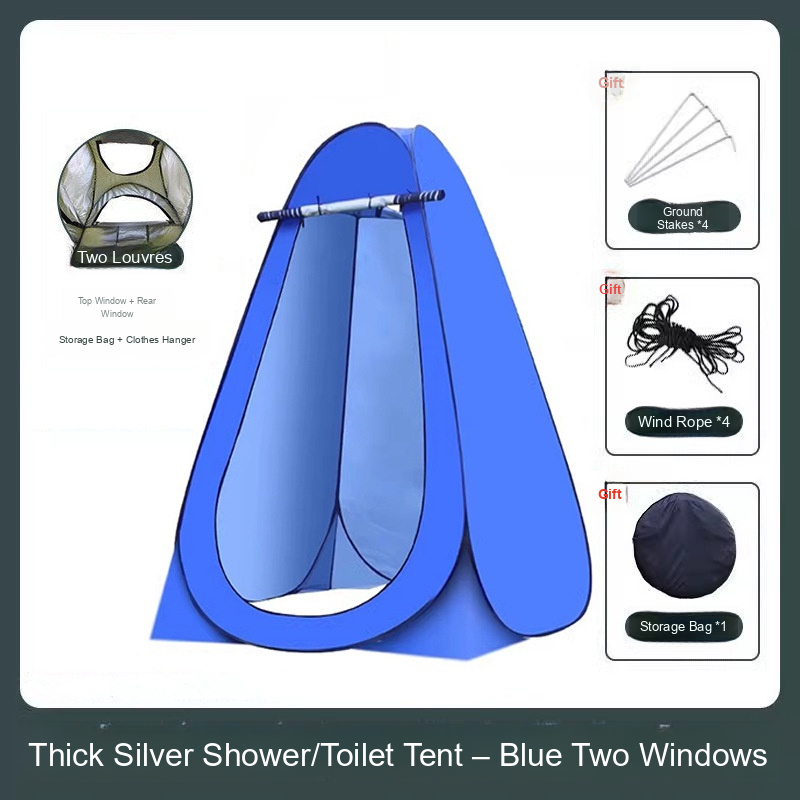 Two Louvres
Top Window + Rear
Window
Storage Bag + Clothes Hanger
Gift
Ground
Stakes *4
Gift
Wind Rope *4
Gift
Storage Bag *1
Thick Silver Shower/Toilet Tent – Blue Two Windows